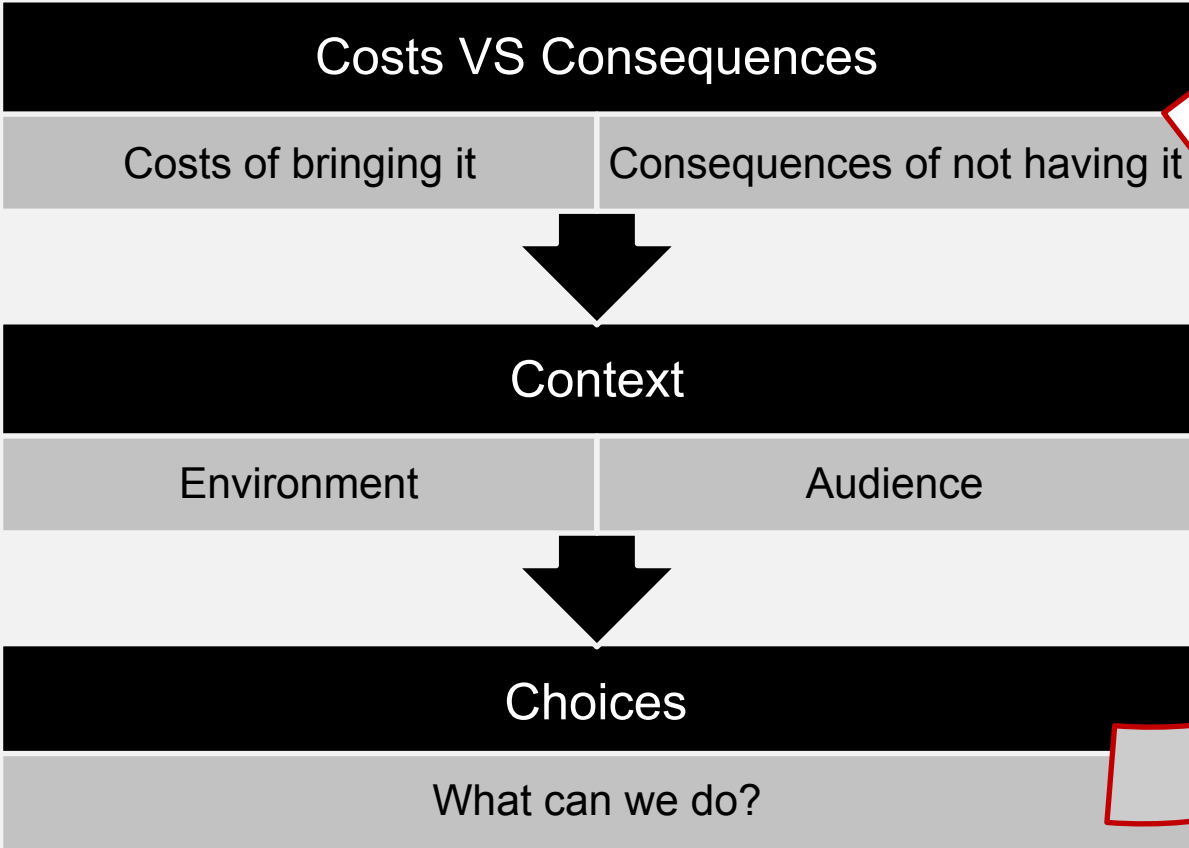 Costs VS Consequences
Costs of bringing it
Consequences of not having it
Context
Environment
Audience
Choices
What can we do?